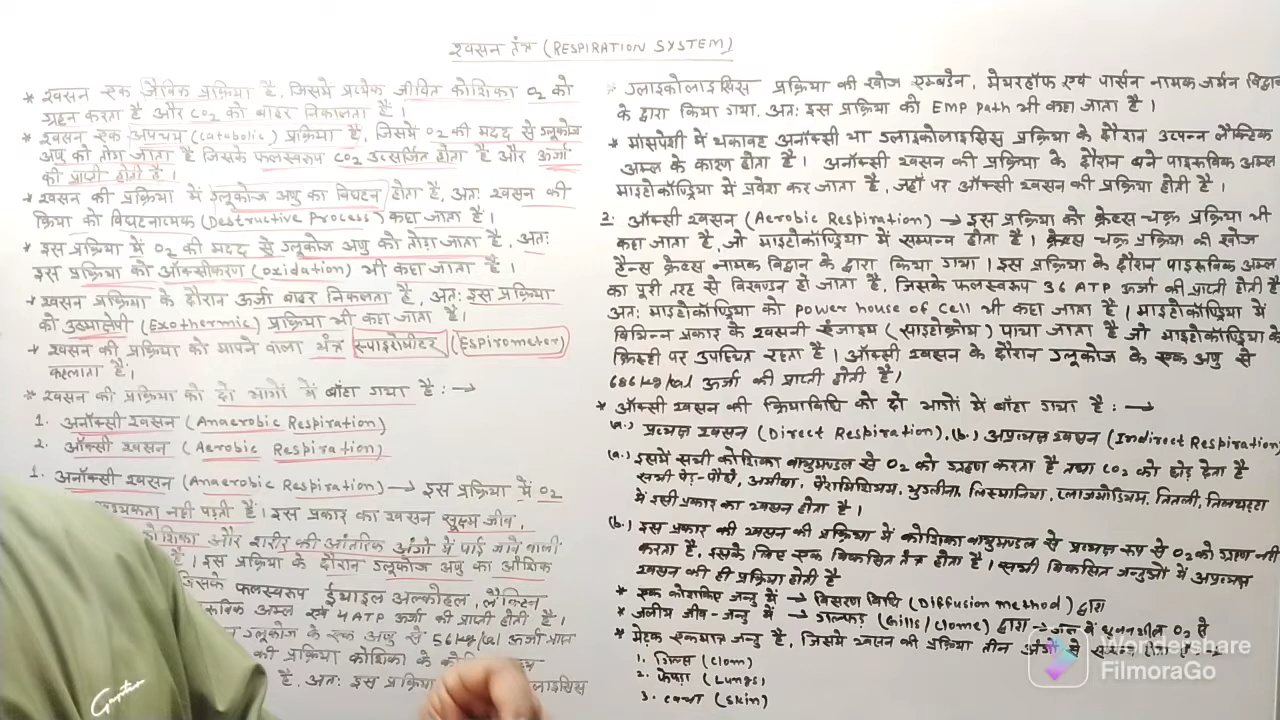 श्वसन तंत्र (RESPIRATION SYSTEM)
* श्वसन एक जैविक प्रक्रिया है, जिसमें प्रत्येक जीवित कोशिका O2 को
ग्रहन करता है और CO2 को बाहर निकालता है।
* श्वसन एक अपचय (Catabolic) प्रक्रिया है, जिसमें O2 की मदद से ग्लूकोज
अणु को तोड़ा जाता है जिसके फलस्वरूप CO2 उत्सर्जित होता है और ऊर्जा
की प्राप्ती होती है।
* श्वसन की प्रक्रिया में ग्लूकोज अणु का विघटन होता है, अतः श्वसन की
क्रिया को विघटनात्मक (Destructive Process) कहा जाता है।
* इस प्रक्रिया में O2 की मदद से ग्लूकोज अणु को तोड़ा जाता है, अतः
इस प्रक्रिया को ऑक्सीकरण (oxidation) भी कहा जाता है।
* श्वसन प्रक्रिया के दौरान ऊर्जा बाहर निकलता है, अतः इस प्रक्रिया
को उष्माक्षेपी (Exothermic) प्रक्रिया भी कहा जाता है।
* श्वसन की प्रक्रिया को मापने वाला यंत्र स्पाइरोमीटर (Espirometer)
कहलाता है।
* श्वसन की प्रक्रिया को दो भागों में बाँटा गया है :→
1. अनॉक्सी श्वसन (Anaerobic Respiration)
2. ऑक्सी श्वसन (Aerobic Respiration)
1. अनॉक्सी श्वसन (Anaerobic Respiration) → इस प्रक्रिया में O2
नहीं पड़ती है। इस प्रकार का श्वसन सूक्ष्म जीव,
और शरीर की आंतरिक अंगो में पाई जाने वाली
है। इस प्रक्रिया के दौरान ग्लूकोज अणु का आंशिक
जिसके फलस्वरूप ईथाइल अल्कोहल, लैक्टिक
अम्ल एवं 4ATP ऊर्जा की प्राप्ती होती है।
ग्लूकोज के एक अणु से 56kg/cal ऊर्जा प्राप्त
की प्रक्रिया कोशिका के
है, अतः इस
* ग्लाइकोलाइसिस प्रक्रिया की खोज एम्बडेन, मेयरहॉफ एवं पार्सन नामक जर्मन विद्वान
के द्वारा किया गया, अतः इस प्रक्रिया को EMP Path भी कहा जाता है।
* मांसपेशी में थकावट अनॉक्सी या ग्लाइकोलाइसिस प्रक्रिया के दौरान उत्पन्न लैक्टिक
अम्ल के कारण होता है। अनॉक्सी श्वसन की प्रक्रिया के दौरान बने पाइरूविक अम्ल
माइटोकॉण्ड्रिया में प्रवेश कर जाता है, जहाँ पर ऑक्सी श्वसन की प्रक्रिया होती है।
2. ऑक्सी श्वसन (Aerobic Respiration) → इस प्रक्रिया को क्रेब्स चक्र प्रक्रिया भी
कहा जाता है, जो माइटोकॉण्ड्रिया में सम्पन्न होता है। क्रेब्स चक्र प्रक्रिया की खोज
हैन्स क्रेब्स नामक विद्वान के द्वारा किया गया। इस प्रक्रिया के दौरान पाइरूविक अम्ल
का पूरी तरह से विखण्डन हो जाता है, जिसके फलस्वरूप 36 ATP ऊर्जा की प्राप्ती होती है
अतः माइटोकॉण्ड्रिया को power house of cell भी कहा जाता है। माइटोकॉण्ड्रिया में
विभिन्न प्रकार के श्वसनी इंजाइम (साइटोक्रोम) पाया जाता है जो माइटोकॉण्ड्रिया के
क्रिस्टी पर उपस्थित रहता है। ऑक्सी श्वसन के दौरान ग्लूकोज के एक अणु से
686kg/cal ऊर्जा की प्राप्ती होती है।
* ऑक्सी श्वसन की क्रियाविधि को दो भागों में बाँटा गया है :→
(a.) प्रत्यक्ष श्वसन (Direct Respiration), (b.) अप्रत्यक्ष श्वसन (Indirect Respiration)
(a.) इसमें सभी कोशिका वायुमण्डल से O2 को ग्रहण करता है तथा CO2 को छोड़ देता है
सभी पेड़-पौधे, अमीबा, पैरामिशियम, युग्लीना, लिस्मानिया, प्लाजमोडियम, तितली, तिलचट्टा
में इसी प्रकार का श्वसन होता है।
(b.) इस प्रकार की श्वसन की प्रक्रिया में कोशिका वायुमण्डल से प्रत्यक्ष रूप से O2 को ग्रहण नहीं
करता है, इसके लिए एक विकसित तंत्र होता है। सभी विकसित जन्तुओं में अप्रत्यक्ष
श्वसन की ही प्रक्रिया होती है
* एक कोशकिए जन्तु में → विसरण विधि (Diffusion method) द्वारा
* जलीय जीव-जन्तु में → गलफड़ (Gills/Clome) द्वारा → जल में घुलनशील O2 से
* मेढ़क एकमात्र जन्तु है, जिसमें श्वसन की प्रक्रिया तीन अंगों से
1. गिल्स (Clom)
2. फेफड़ा (Lungs)
3. त्वचा (Skin)
Wondershare
FilmoraGo